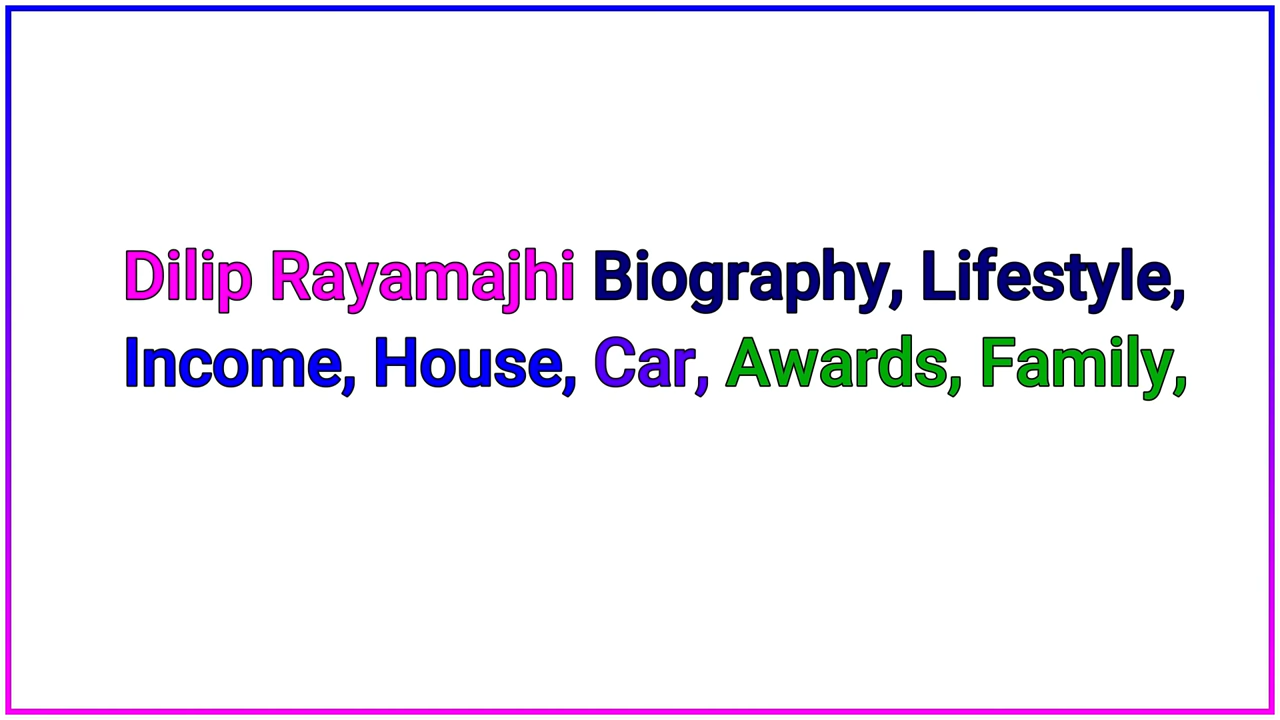 Dilip Rayamajhi Biography, Lifestyle,
Income, House, Car, Awards, Family,